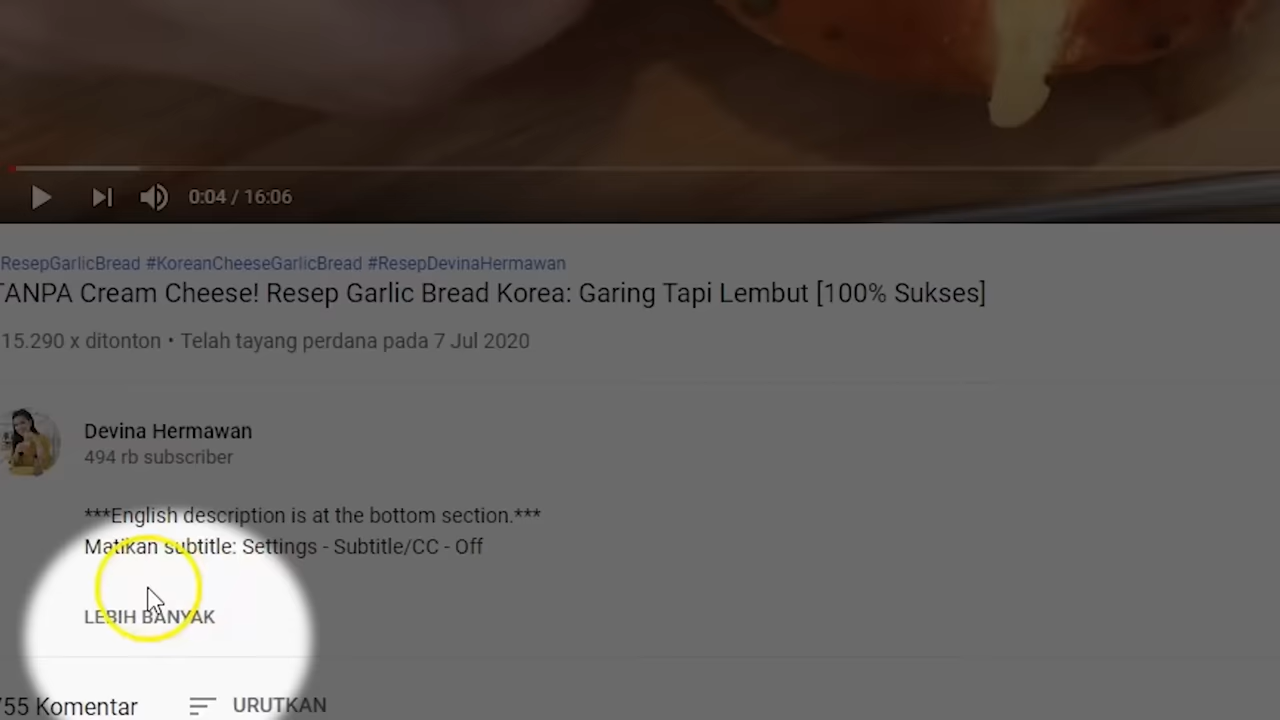 0:04 / 16:06
ResepGarlicBread #KoreanCheeseGarlicBread #ResepDevinaHermawan
TANPA Cream Cheese! Resep Garlic Bread Korea: Garing Tapi Lembut [100% Sukses]
15.290 x ditonton • Telah tayang perdana pada 7 Jul 2020
Devina Hermawan
494 rb subscriber
***English description is at the bottom section.***
Matikan subtitle: Settings - Subtitle/CC - Off
LEBIH BANYAK
755 Komentar URUTKAN